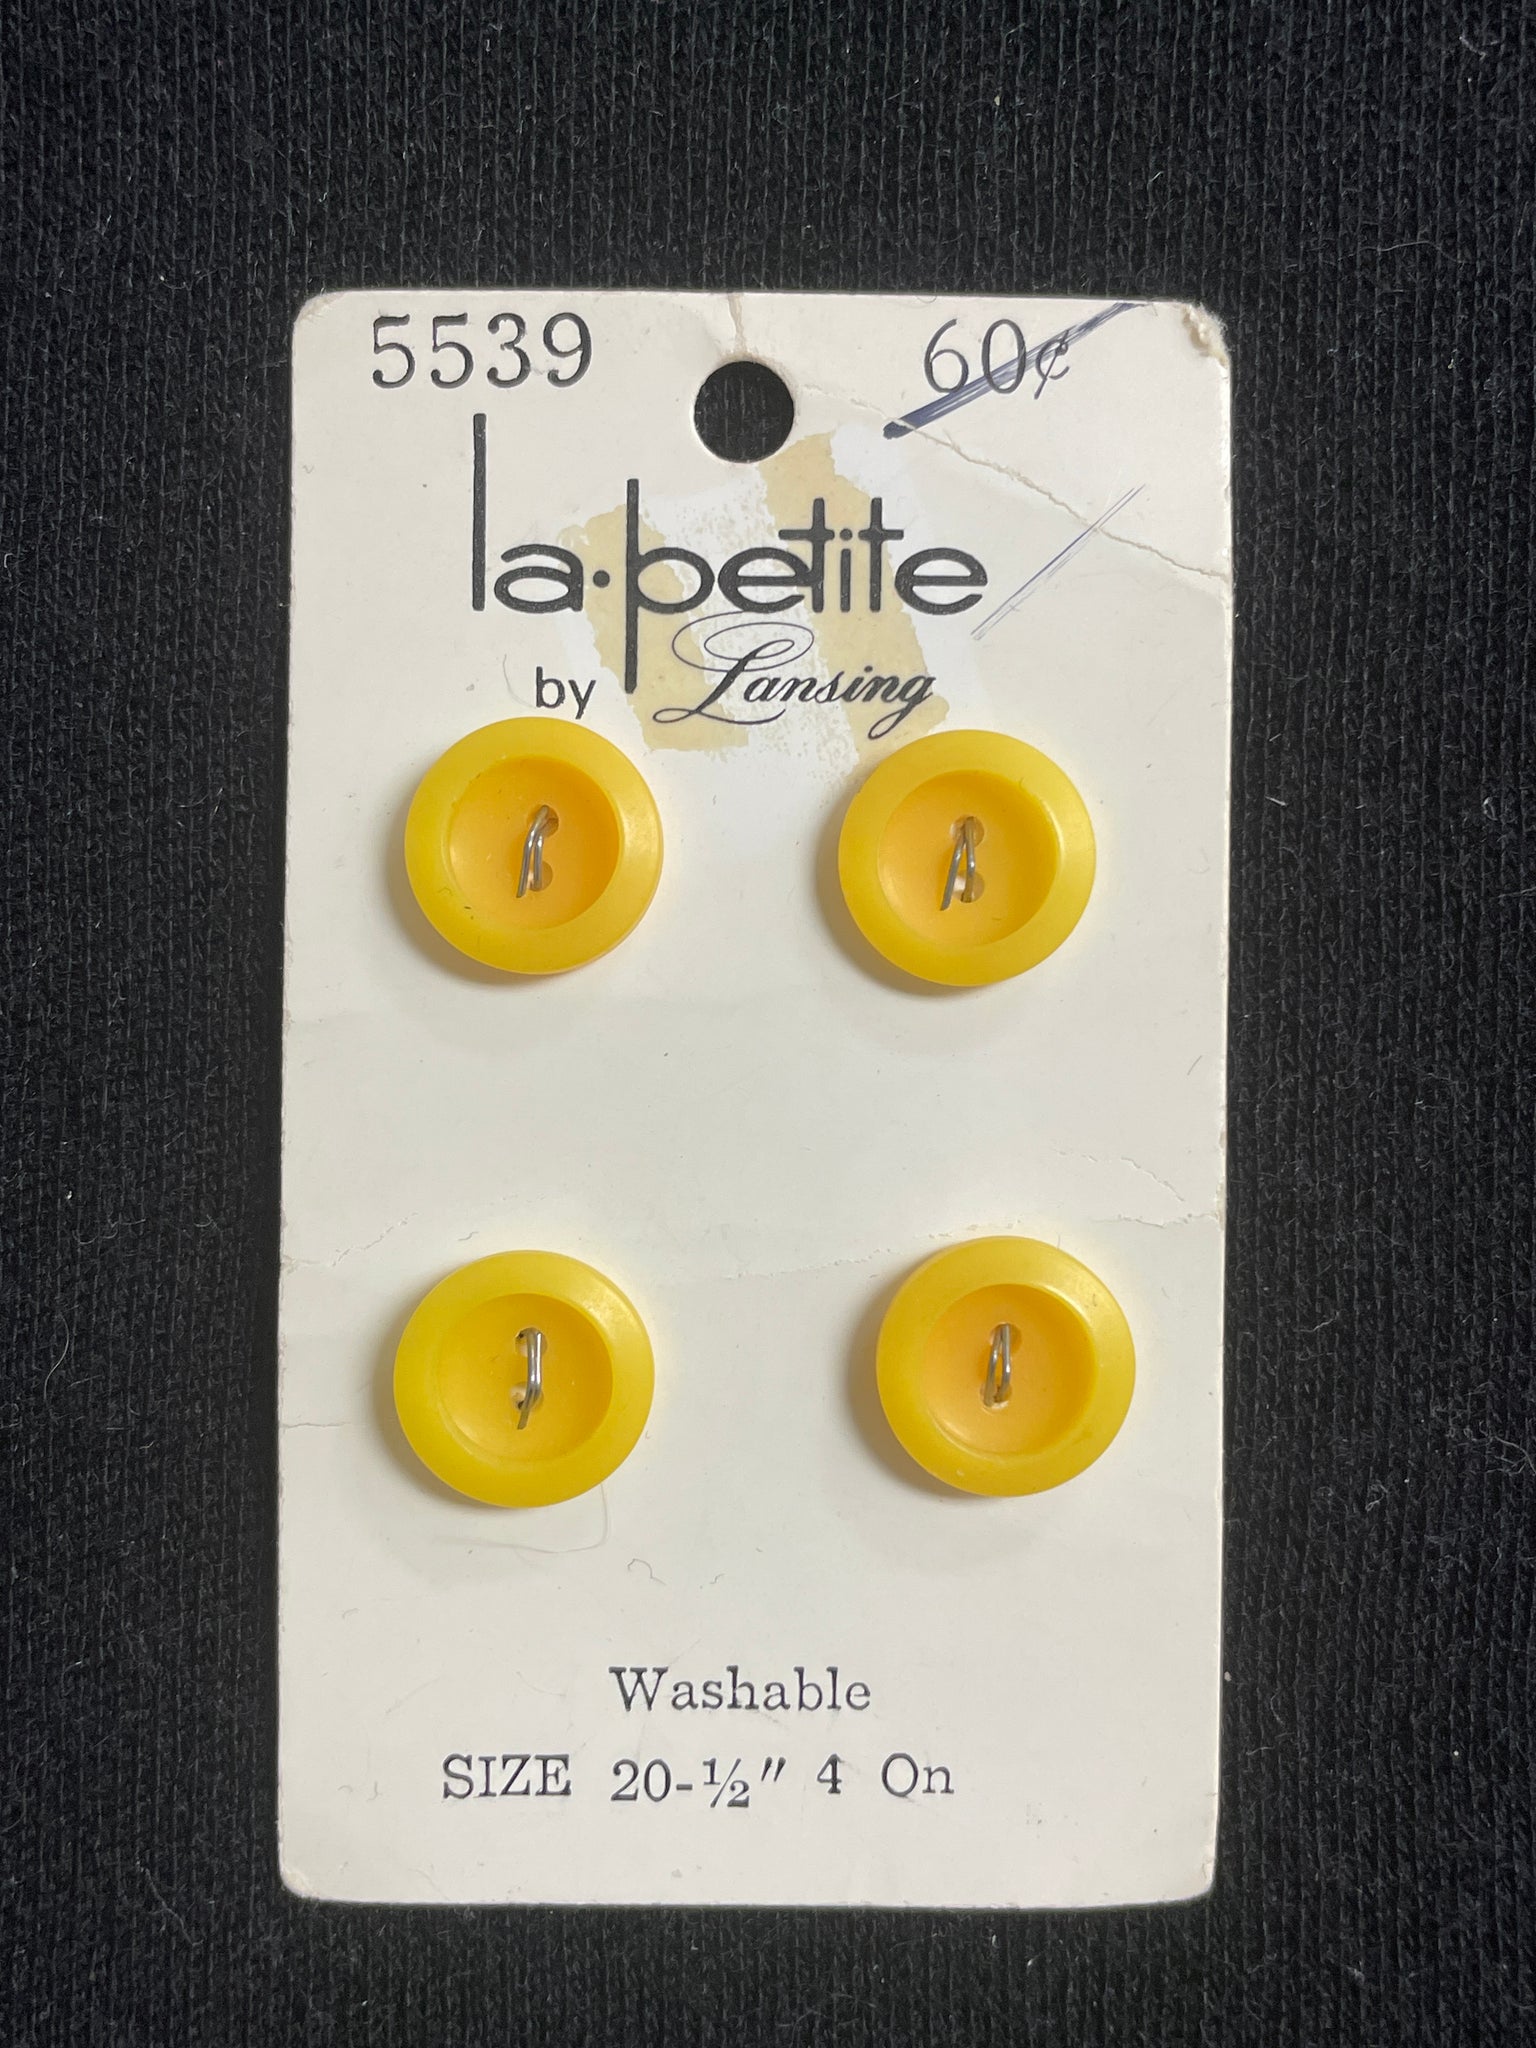 5539 60¢
la·petite
by Lansing
Washable
SIZE 20-½" 4 On